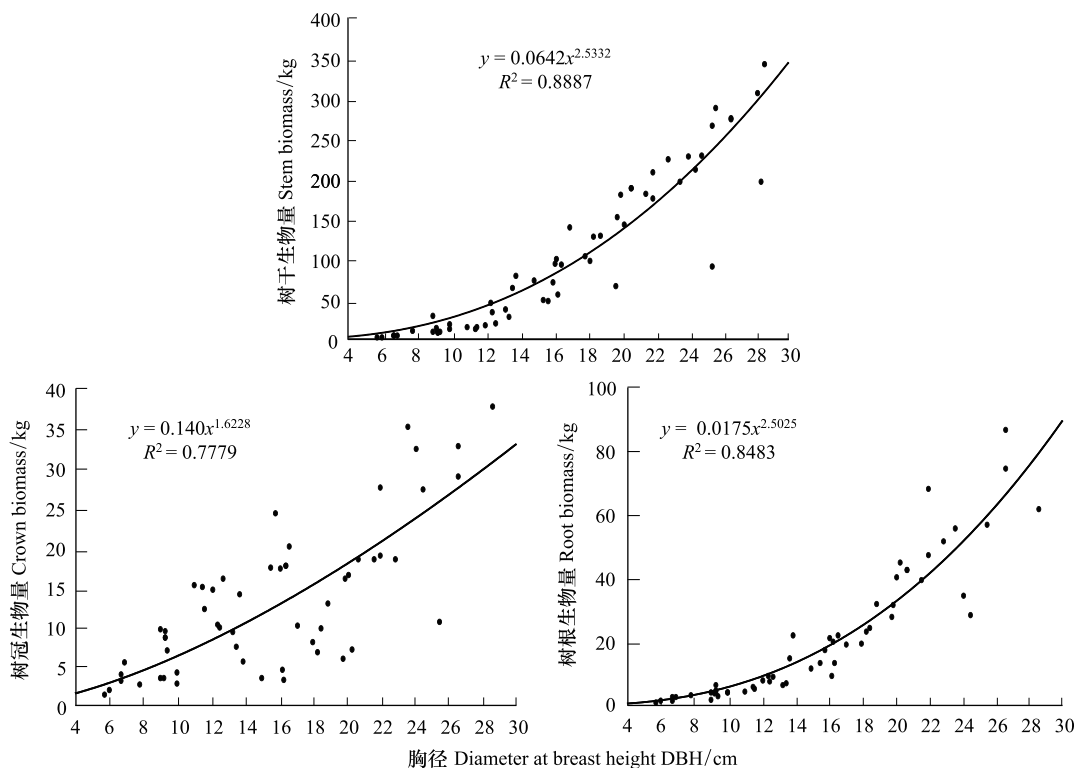 400
350
300
250
200
150
100
50
0
树干生物量 Stem biomass/kg
y = 0.0642x^2.5332
R² = 0.8887
4 6 8 10 12 14 16 18 20 22 24 26 28 30
40
35
30
25
20
15
10
5
0
树冠生物量 Crown biomass/kg
y = 0.140x^1.6228
R² = 0.7779
4 6 8 10 12 14 16 18 20 22 24 26 28 30
100
80
60
40
20
0
树根生物量 Root biomass/kg
y = 0.0175x^2.5025
R² = 0.8483
4 6 8 10 12 14 16 18 20 22 24 26 28 30
胸径 Diameter at breast height DBH/cm